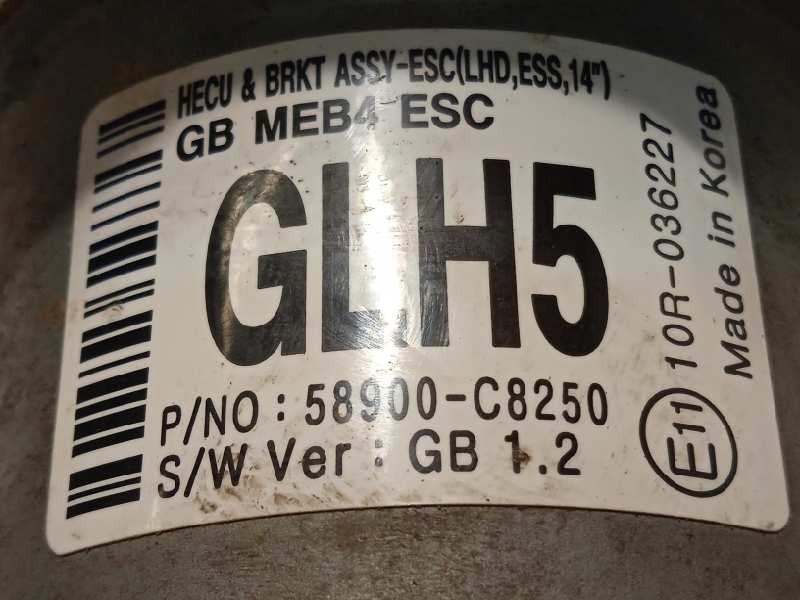 HECU & BRKT ASSY-ESC(LHD,ESS,14")
GB MEB4 ESC
GLH5
P/NO : 58900-C8250
S/W Ver : GB 1.2
E11 10R-036227
Made in Korea